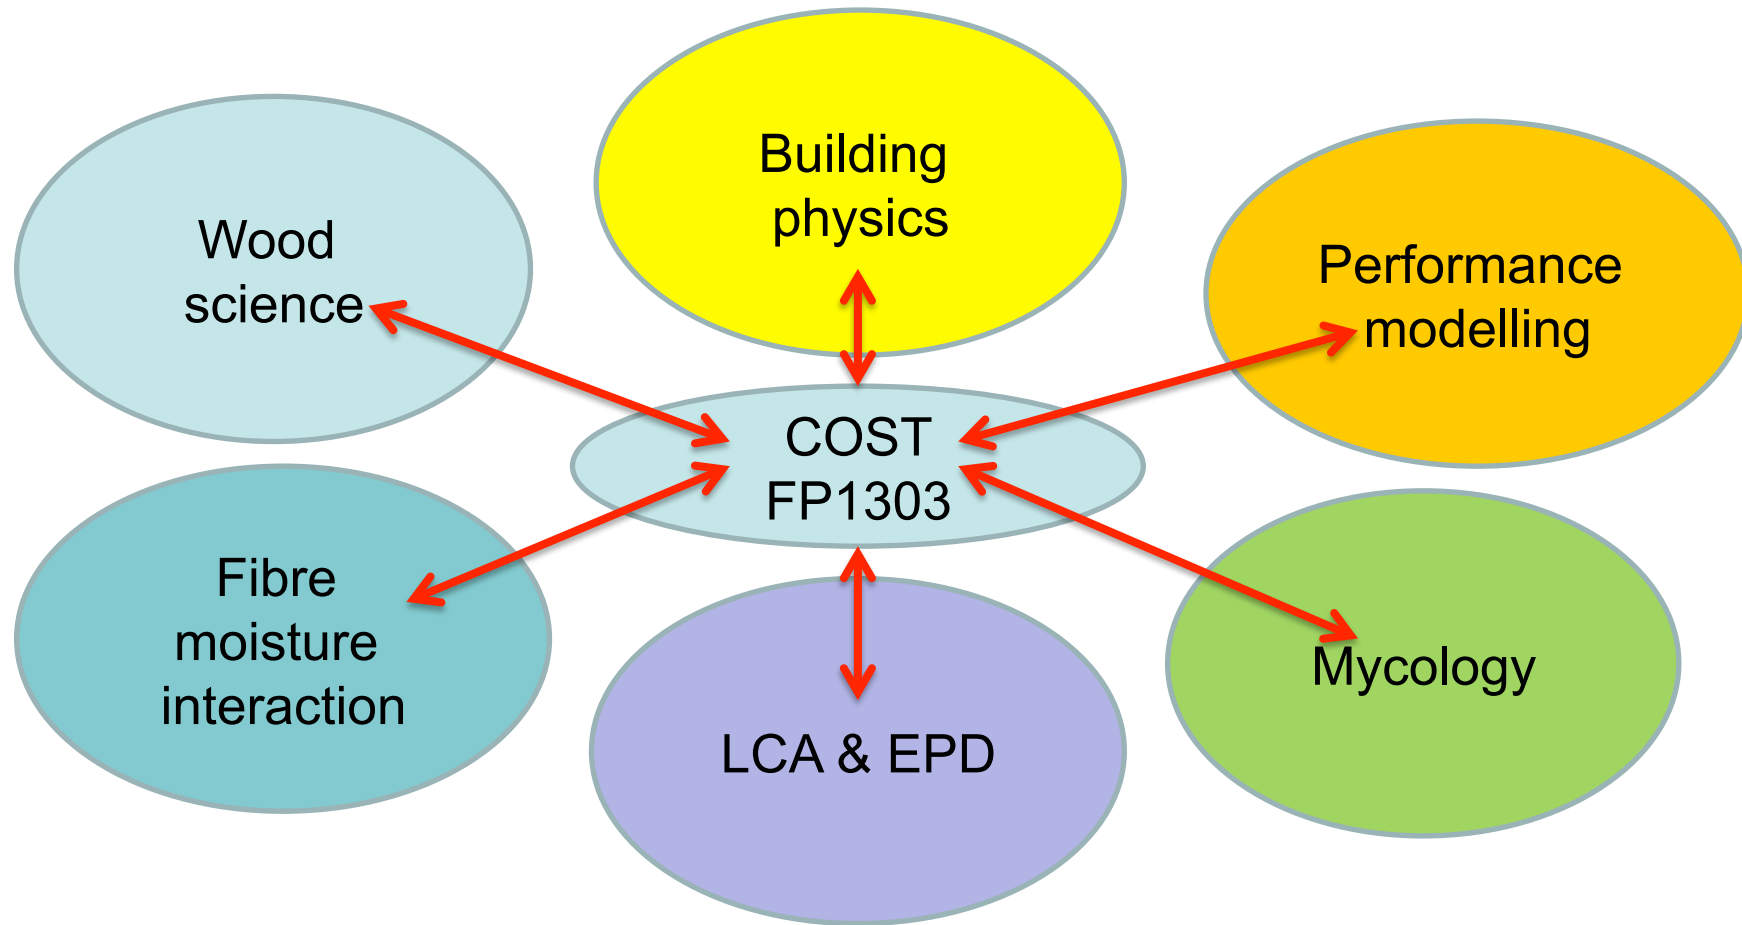 Building
physics
Wood
science
Performance
modelling
COST
FP1303
Fibre
moisture
interaction
Mycology
LCA & EPD